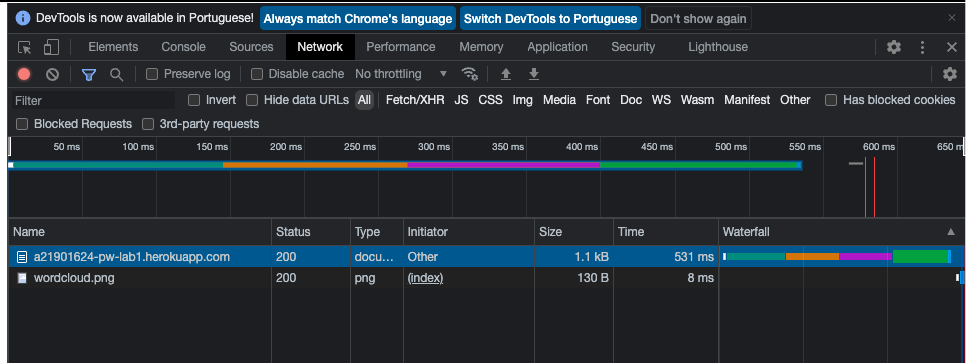 DevTools is now available in Portuguese! Always match Chrome's language Switch DevTools to Portuguese Don't show again
Elements Console Sources Network Performance Memory Application Security Lighthouse
Preserve log Disable cache No throttling
Filter Invert Hide data URLs All Fetch/XHR JS CSS Img Media Font Doc WS Wasm Manifest Other Has blocked cookies
Blocked Requests 3rd-party requests
50 ms 100 ms 150 ms 200 ms 250 ms 300 ms 350 ms 400 ms 450 ms 500 ms 550 ms 600 ms 650 m
Name Status Type Initiator Size Time Waterfall
a21901624-pw-lab1.herokuapp.com 200 docu... Other 1.1 kB 531 ms
wordcloud.png 200 png (index) 130 B 8 ms